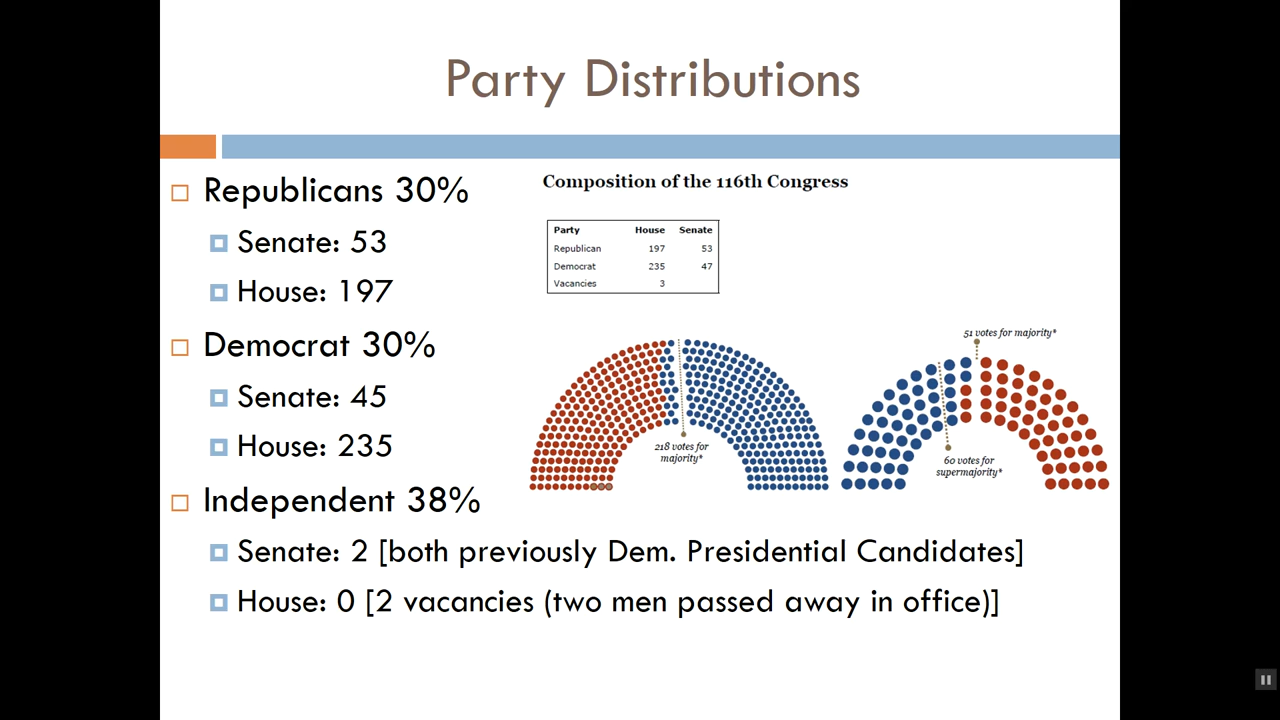 Party Distributions
Republicans 30%
Senate: 53
House: 197
Democrat 30%
Senate: 45
House: 235
Independent 38%
Senate: 2 [both previously Dem. Presidential Candidates]
House: 0 [2 vacancies (two men passed away in office)]
Composition of the 116th Congress
Party House Senate
Republican 197 53
Democrat 235 47
Vacancies 3
218 votes for
majority*
51 votes for majority*
60 votes for
supermajority*